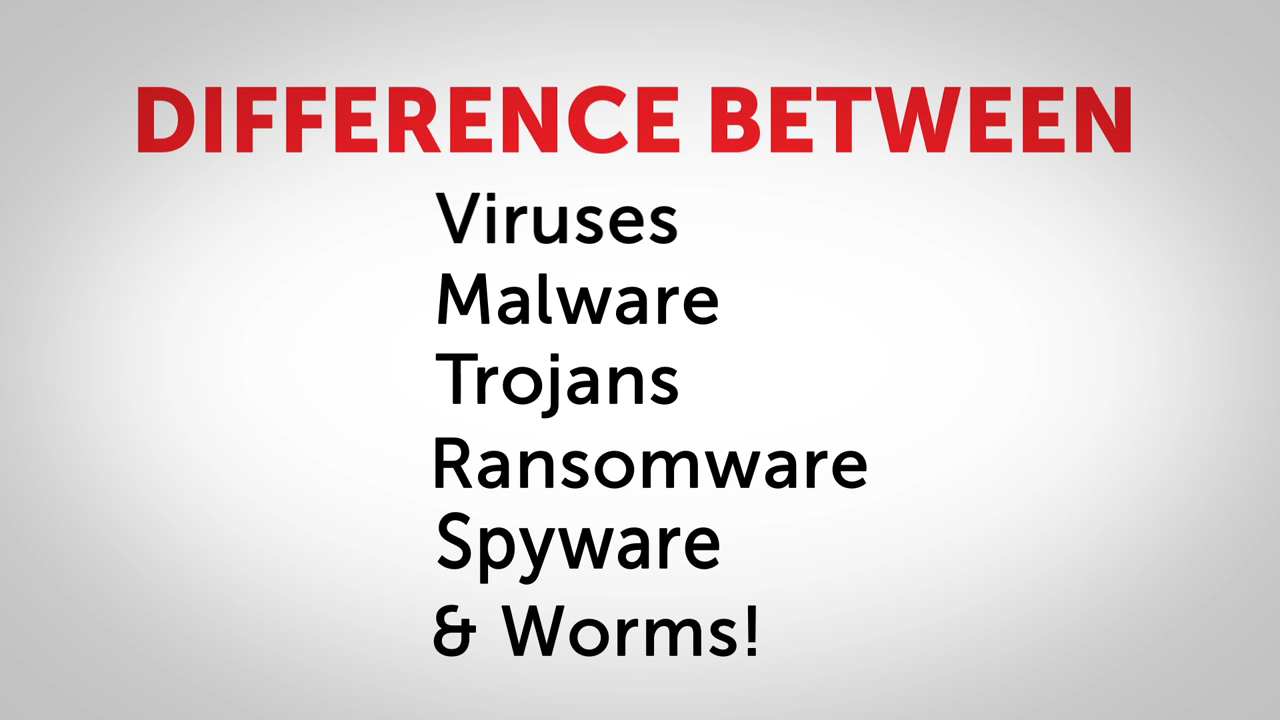 DIFFERENCE BETWEEN
Viruses
Malware
Trojans
Ransomware
Spyware
& Worms!